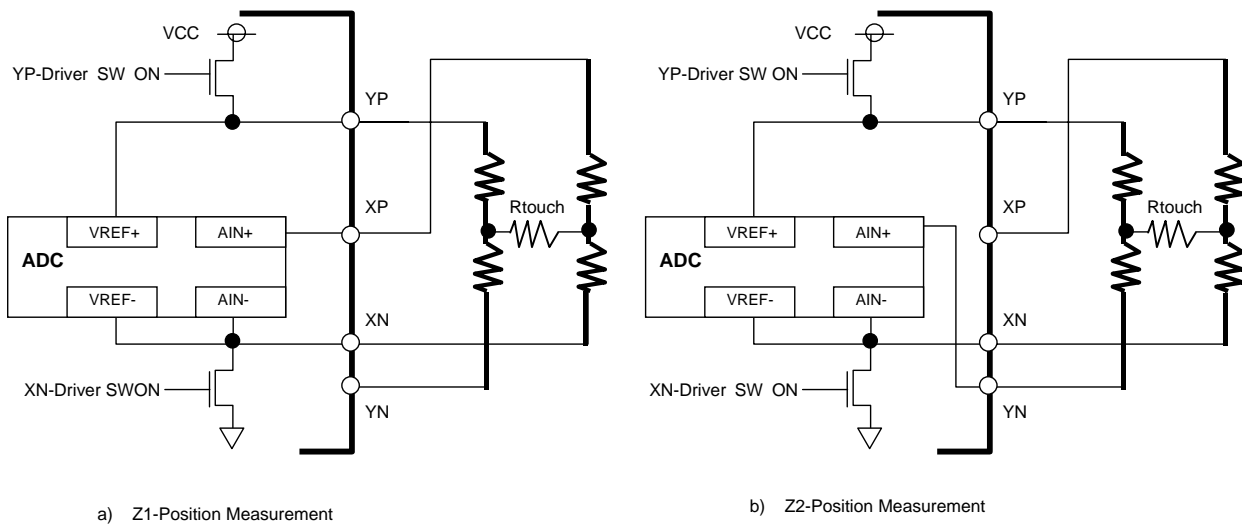 VCC
YP-Driver SW ON
YP
XP
Rtouch
VREF+
AIN+
ADC
VREF-
AIN-
XN
XN-Driver SWON
YN
a) Z1-Position Measurement
VCC
YP-Driver SW ON
YP
XP
Rtouch
VREF+
AIN+
ADC
VREF-
AIN-
XN
XN-Driver SW ON
YN
b) Z2-Position Measurement